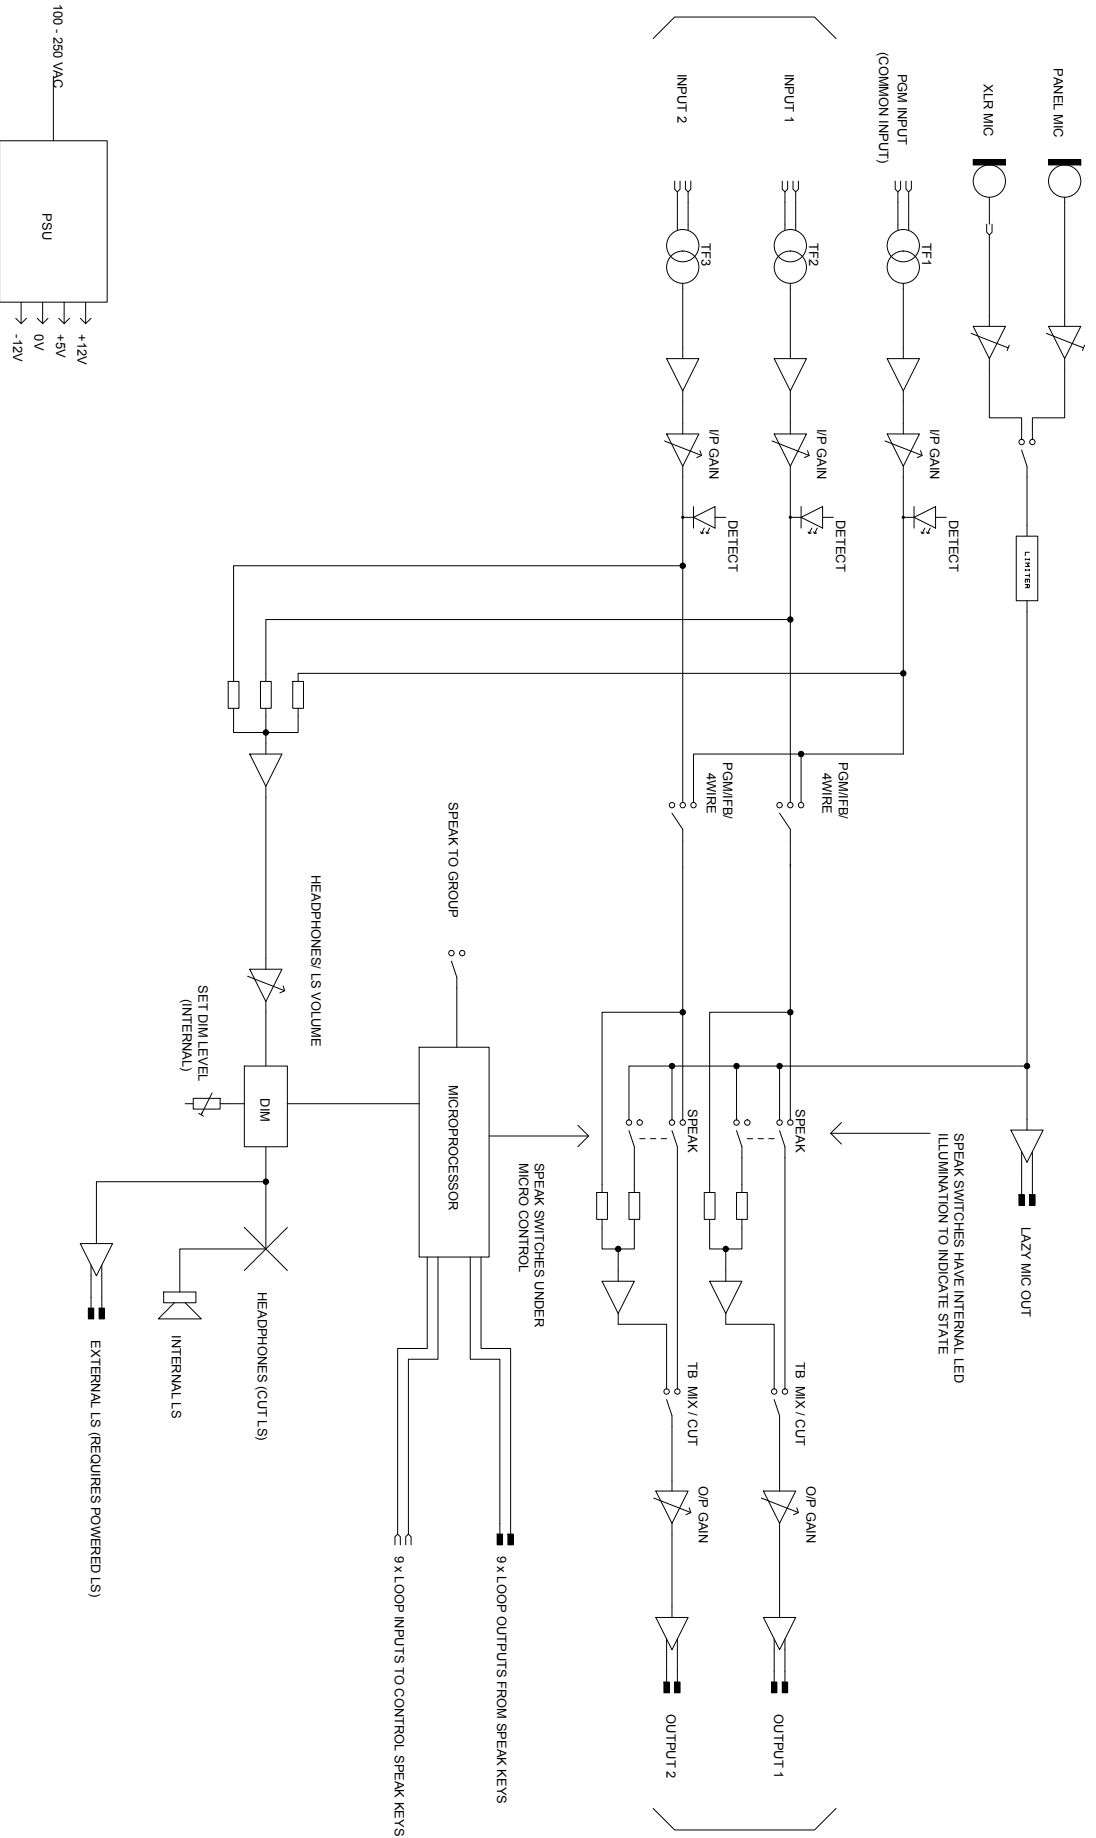 PANEL MIC
XLR MIC
LIMITER
LAZY MIC OUT
PGM INPUT
(COMMON INPUT)
TF1
I/P GAIN
DETECT
SPEAK SWITCHES HAVE INTERNAL LED
ILLUMINATION TO INDICATE STATE
INPUT 1
TF2
I/P GAIN
DETECT
PGM/IFB/
4WIRE
SPEAK
TB MIX / CUT
O/P GAIN
OUTPUT 1
INPUT 2
TF3
I/P GAIN
DETECT
PGM/IFB/
4WIRE
SPEAK
TB MIX / CUT
O/P GAIN
OUTPUT 2
SPEAK SWITCHES UNDER
MICRO CONTROL
SPEAK TO GROUP
MICROPROCESSOR
9 x LOOP OUTPUTS FROM SPEAK KEYS
9 x LOOP INPUTS TO CONTROL SPEAK KEYS
HEADPHONES/ LS VOLUME
DIM
HEADPHONES (CUT LS)
SET DIM LEVEL
(INTERNAL)
INTERNAL LS
EXTERNAL LS (REQUIRES POWERED LS)
100 - 250 VAC
PSU
+12V
+5V
0V
-12V